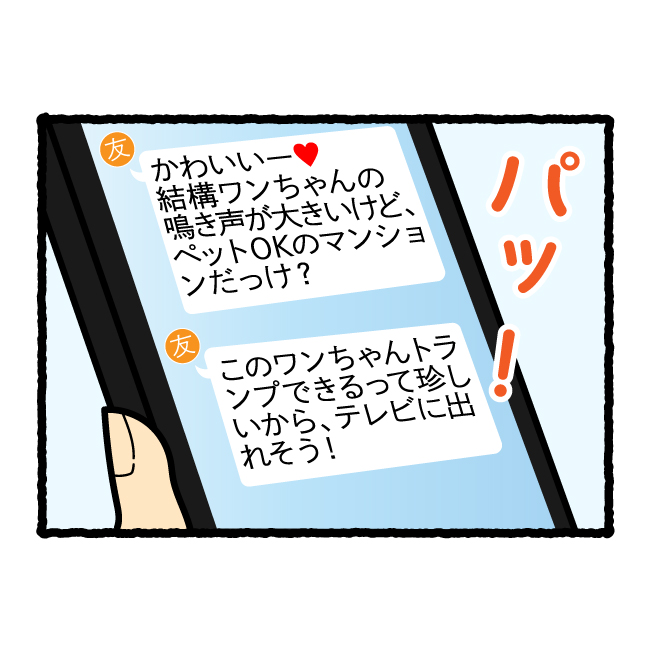 友
かわいいー♥
結構ワンちゃんの
鳴き声が大きいけど、
ペットOKのマンショ
ンだっけ？
パッ！
友
このワンちゃんトラ
ンプできるって珍し
いから、テレビに出
れそう！